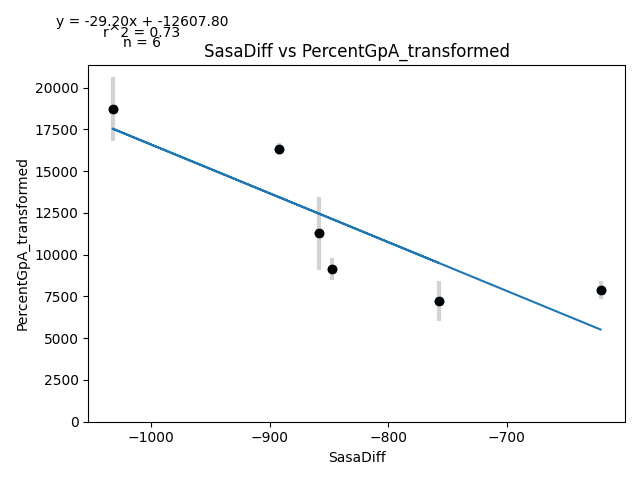 y = -29.20x + -12607.80
r^2 = 0.73
n = 6
SasaDiff vs PercentGpA_transformed
PercentGpA_transformed
20000
17500
15000
12500
10000
7500
5000
2500
0
−1000 −900 −800 −700
SasaDiff